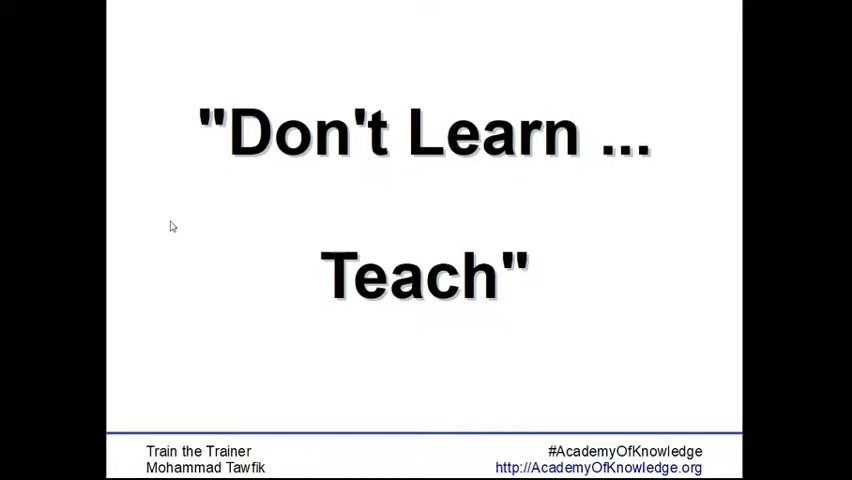 "Don't Learn ...
Teach"
Train the Trainer
Mohammad Tawfik
#AcademyOfKnowledge
http://AcademyOfKnowledge.org